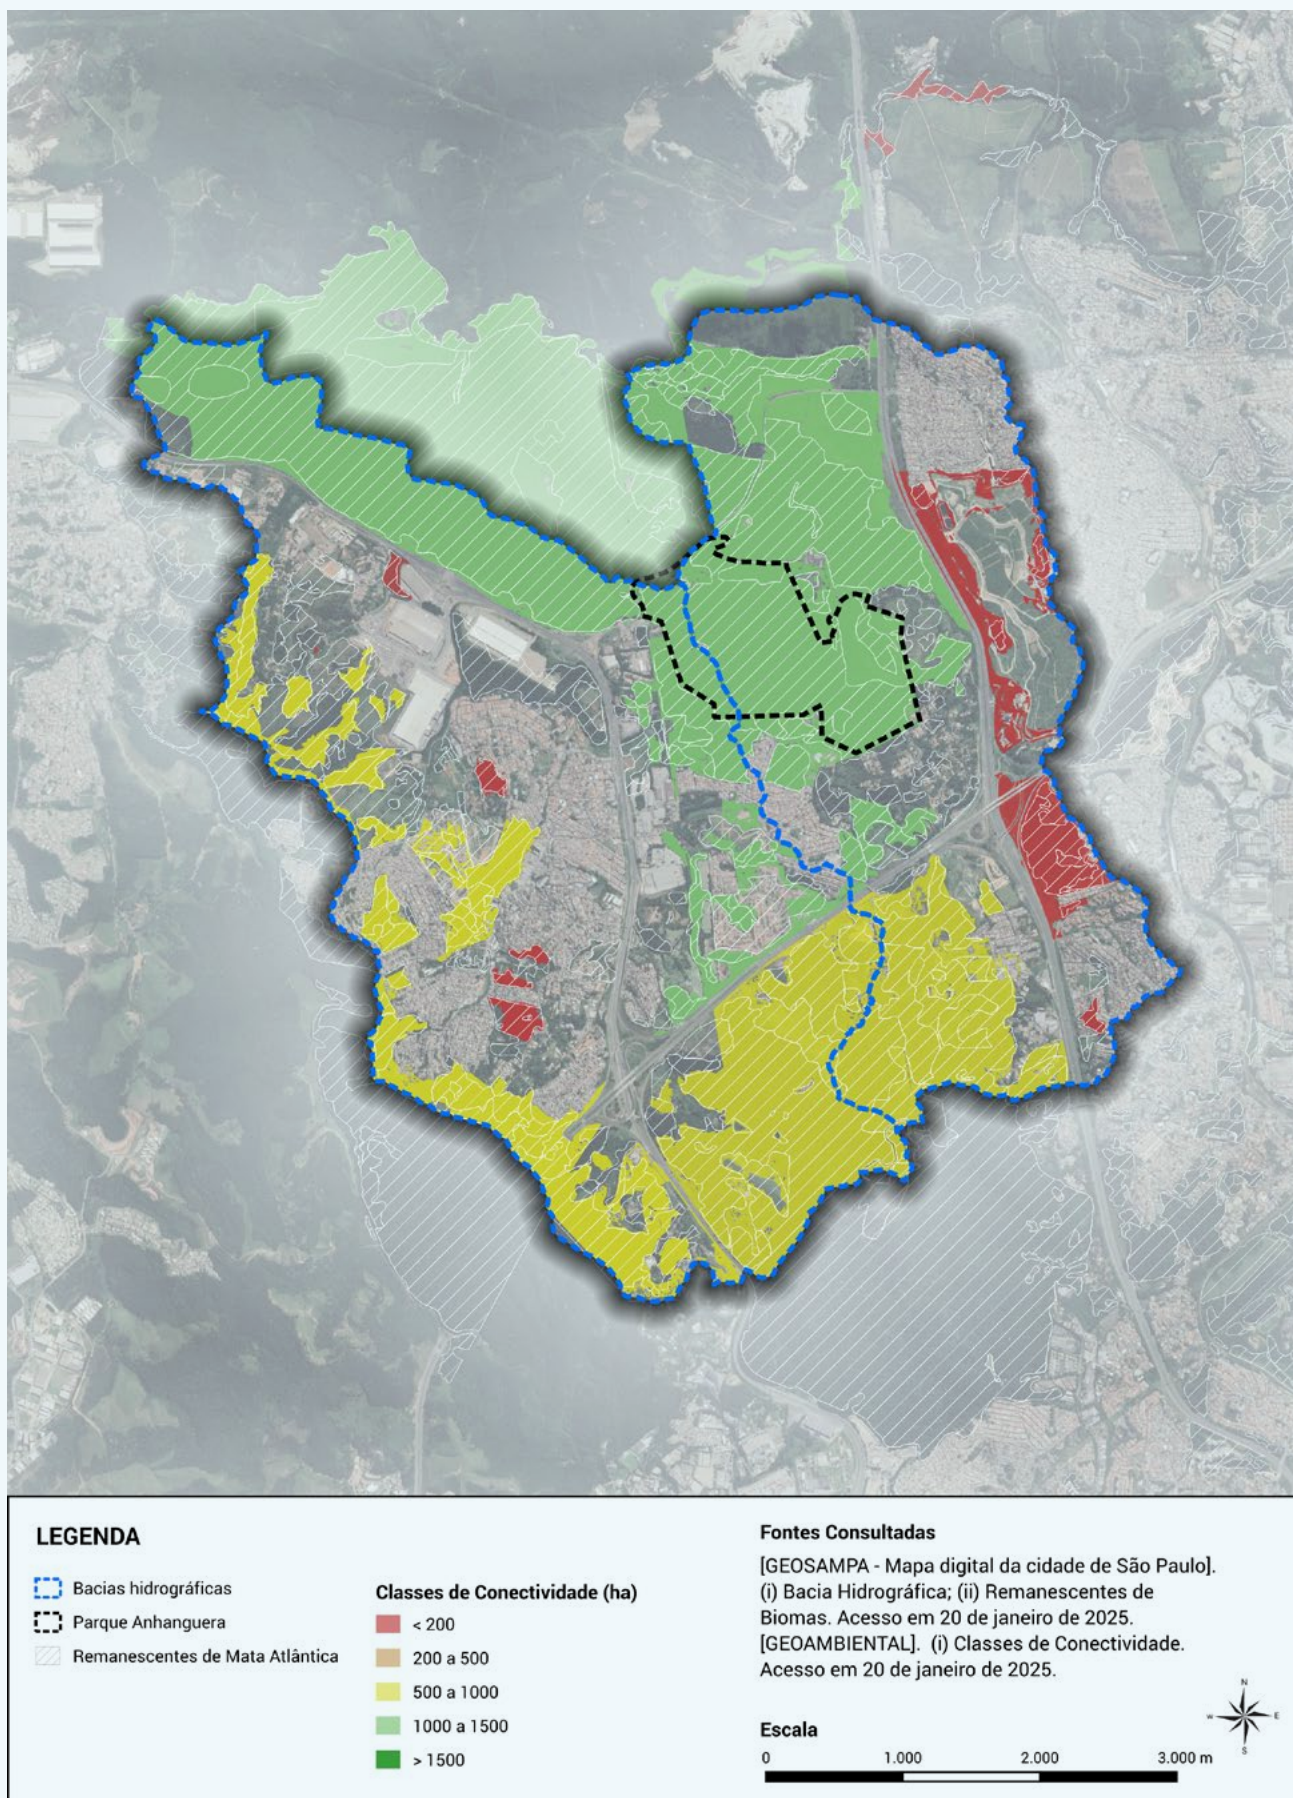 LEGENDA
Bacias hidrográficas
Parque Anhanguera
Remanescentes de Mata Atlântica
Classes de Conectividade (ha)
< 200
200 a 500
500 a 1000
1000 a 1500
> 1500
Fontes Consultadas
[GEOSAMPA - Mapa digital da cidade de São Paulo].
(i) Bacia Hidrográfica; (ii) Remanescentes de
Biomas. Acesso em 20 de janeiro de 2025.
[GEOAMBIENTAL]. (i) Classes de Conectividade.
Acesso em 20 de janeiro de 2025.
Escala
0 1.000 2.000 3.000 m
N
W E
S